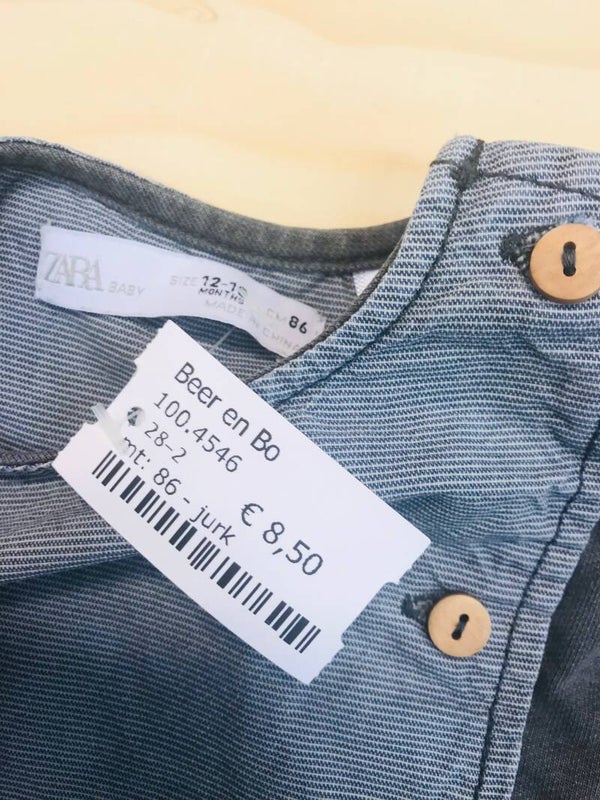 ZARA BABY
SIZE 12-18 MONTHS CM 86
MADE IN CHINA
Beer en Bo
100.4546
28-2
mt: 86 - jurk
€ 8,50